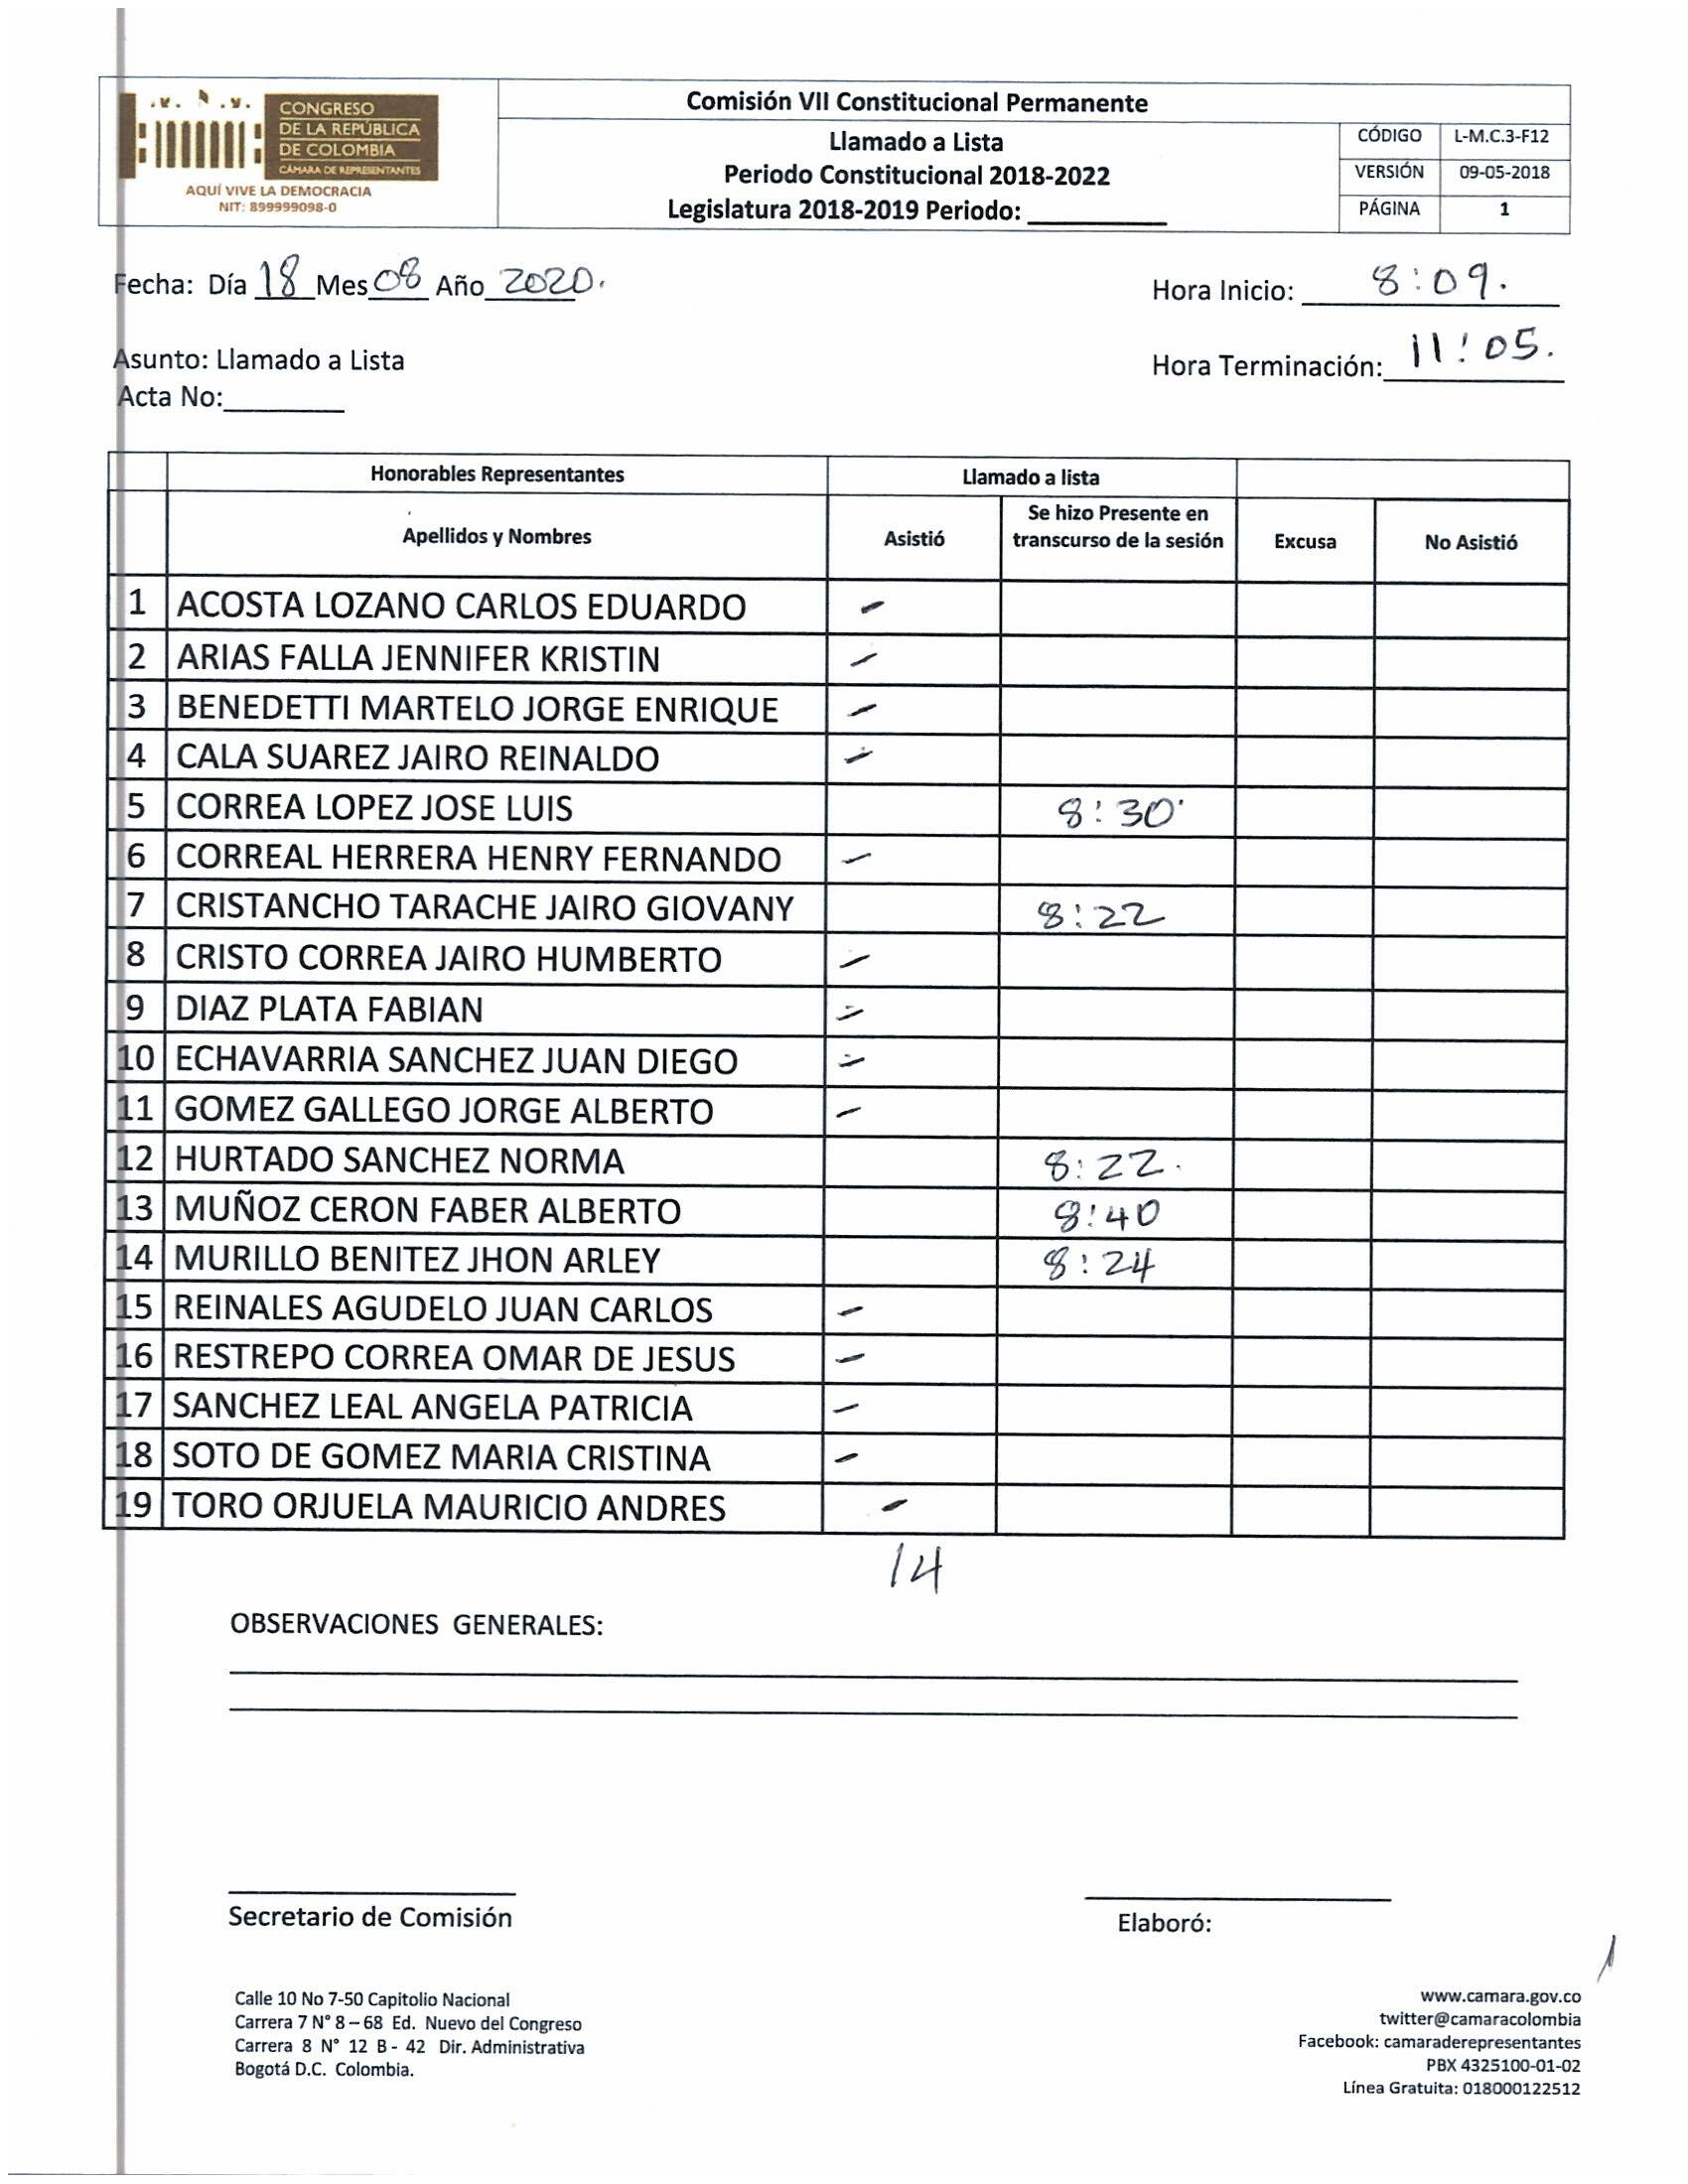 CONGRESO
DE LA REPÚBLICA
DE COLOMBIA
CÁMARA DE REPRESENTANTES
AQUÍ VIVE LA DEMOCRACIA
NIT: 899999098-0
Comisión VII Constitucional Permanente
Llamado a Lista
Periodo Constitucional 2018-2022
Legislatura 2018-2019 Periodo: __________
CÓDIGO L-M.C.3-F12
VERSIÓN 09-05-2018
PÁGINA 1
Fecha: Día 18 Mes 08 Año 2020.
Hora Inicio: 8:09.
Asunto: Llamado a Lista
Hora Terminación: 11:05.
Acta No:________
Honorables Representantes Llamado a lista
Apellidos y Nombres Asistió Se hizo Presente en transcurso de la sesión Excusa No Asistió
1 ACOSTA LOZANO CARLOS EDUARDO –
2 ARIAS FALLA JENNIFER KRISTIN –
3 BENEDETTI MARTELO JORGE ENRIQUE –
4 CALA SUAREZ JAIRO REINALDO –
5 CORREA LOPEZ JOSE LUIS 8:30
6 CORREAL HERRERA HENRY FERNANDO –
7 CRISTANCHO TARACHE JAIRO GIOVANY 8:22
8 CRISTO CORREA JAIRO HUMBERTO –
9 DIAZ PLATA FABIAN –
10 ECHAVARRIA SANCHEZ JUAN DIEGO –
11 GOMEZ GALLEGO JORGE ALBERTO –
12 HURTADO SANCHEZ NORMA 8:22.
13 MUÑOZ CERON FABER ALBERTO 8:40
14 MURILLO BENITEZ JHON ARLEY 8:24
15 REINALES AGUDELO JUAN CARLOS –
16 RESTREPO CORREA OMAR DE JESUS –
17 SANCHEZ LEAL ANGELA PATRICIA –
18 SOTO DE GOMEZ MARIA CRISTINA –
19 TORO ORJUELA MAURICIO ANDRES –
14
OBSERVACIONES GENERALES:
Secretario de Comisión
Elaboró:
Calle 10 No 7-50 Capitolio Nacional
Carrera 7 N° 8 – 68 Ed. Nuevo del Congreso
Carrera 8 N° 12 B - 42 Dir. Administrativa
Bogotá D.C. Colombia.
1
www.camara.gov.co
twitter@camaracolombia
Facebook: camaraderepresentantes
PBX 4325100-01-02
Línea Gratuita: 018000122512